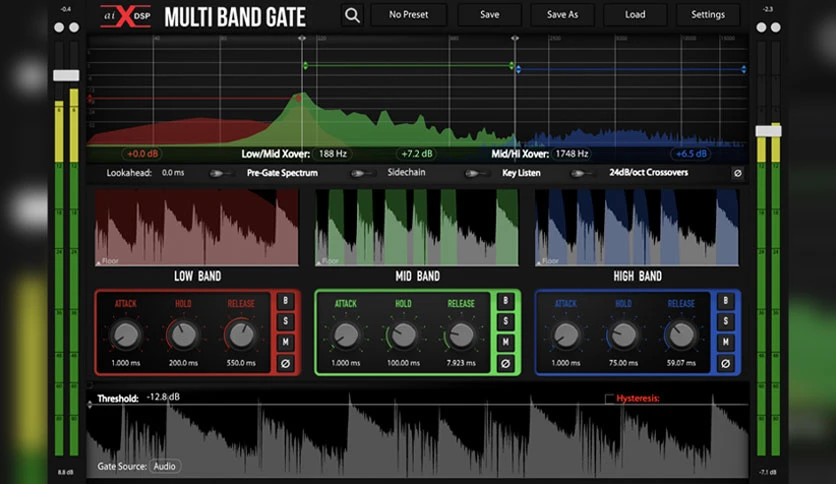 -0.4
aiXDSP
MULTI BAND GATE
No Preset
Save
Save As
Load
Settings
-2.3
+0.0 dB
Low/Mid Xover: 188 Hz
+7.2 dB
Mid/Hi Xover: 1748 Hz
+6.5 dB
Lookahead: 0.0 ms
Pre-Gate Spectrum
Sidechain
Key Listen
24dB/oct Crossovers
Ø
Floor
Floor
Floor
LOW BAND
MID BAND
HIGH BAND
ATTACK HOLD RELEASE B
S
M
1.000 ms 200.0 ms 550.0 ms Ø
ATTACK HOLD RELEASE B
S
M
1.000 ms 100.00 ms 7.923 ms Ø
ATTACK HOLD RELEASE B
S
M
1.000 ms 75.00 ms 59.07 ms Ø
Threshold: -12.8 dB
Hysteresis:
Gate Source: Audio
8.8 dB
-7.1 dB